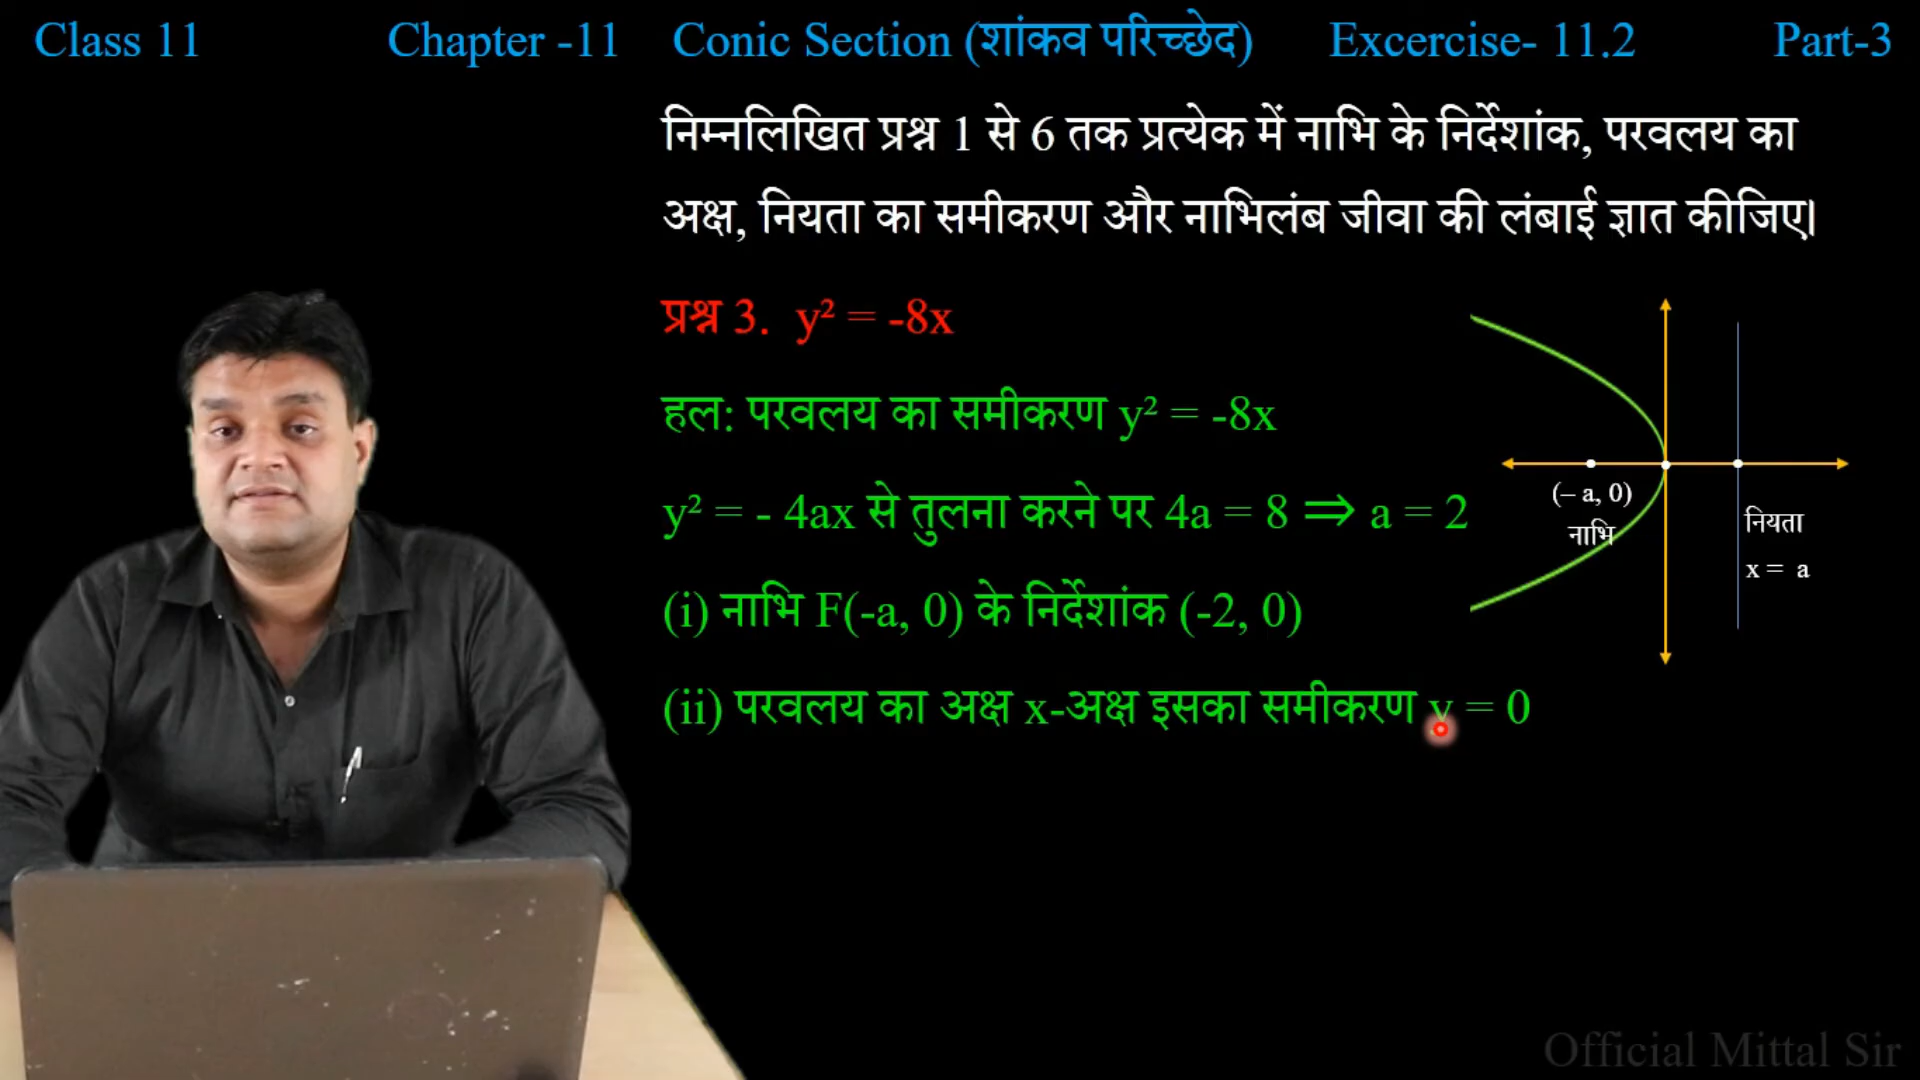 Class 11 Chapter -11 Conic Section (शांकव परिच्छेद) Excercise- 11.2 Part-3
निम्नलिखित प्रश्न 1 से 6 तक प्रत्येक में नाभि के निर्देशांक, परवलय का
अक्ष, नियता का समीकरण और नाभिलंब जीवा की लंबाई ज्ञात कीजिए।
प्रश्न 3. y² = -8x
हल: परवलय का समीकरण y² = -8x
y² = - 4ax से तुलना करने पर 4a = 8 ⟹ a = 2
(i) नाभि F(-a, 0) के निर्देशांक (-2, 0)
(ii) परवलय का अक्ष x-अक्ष इसका समीकरण y = 0
(– a, 0)
नाभि
नियता
x = a
Official Mittal Sir